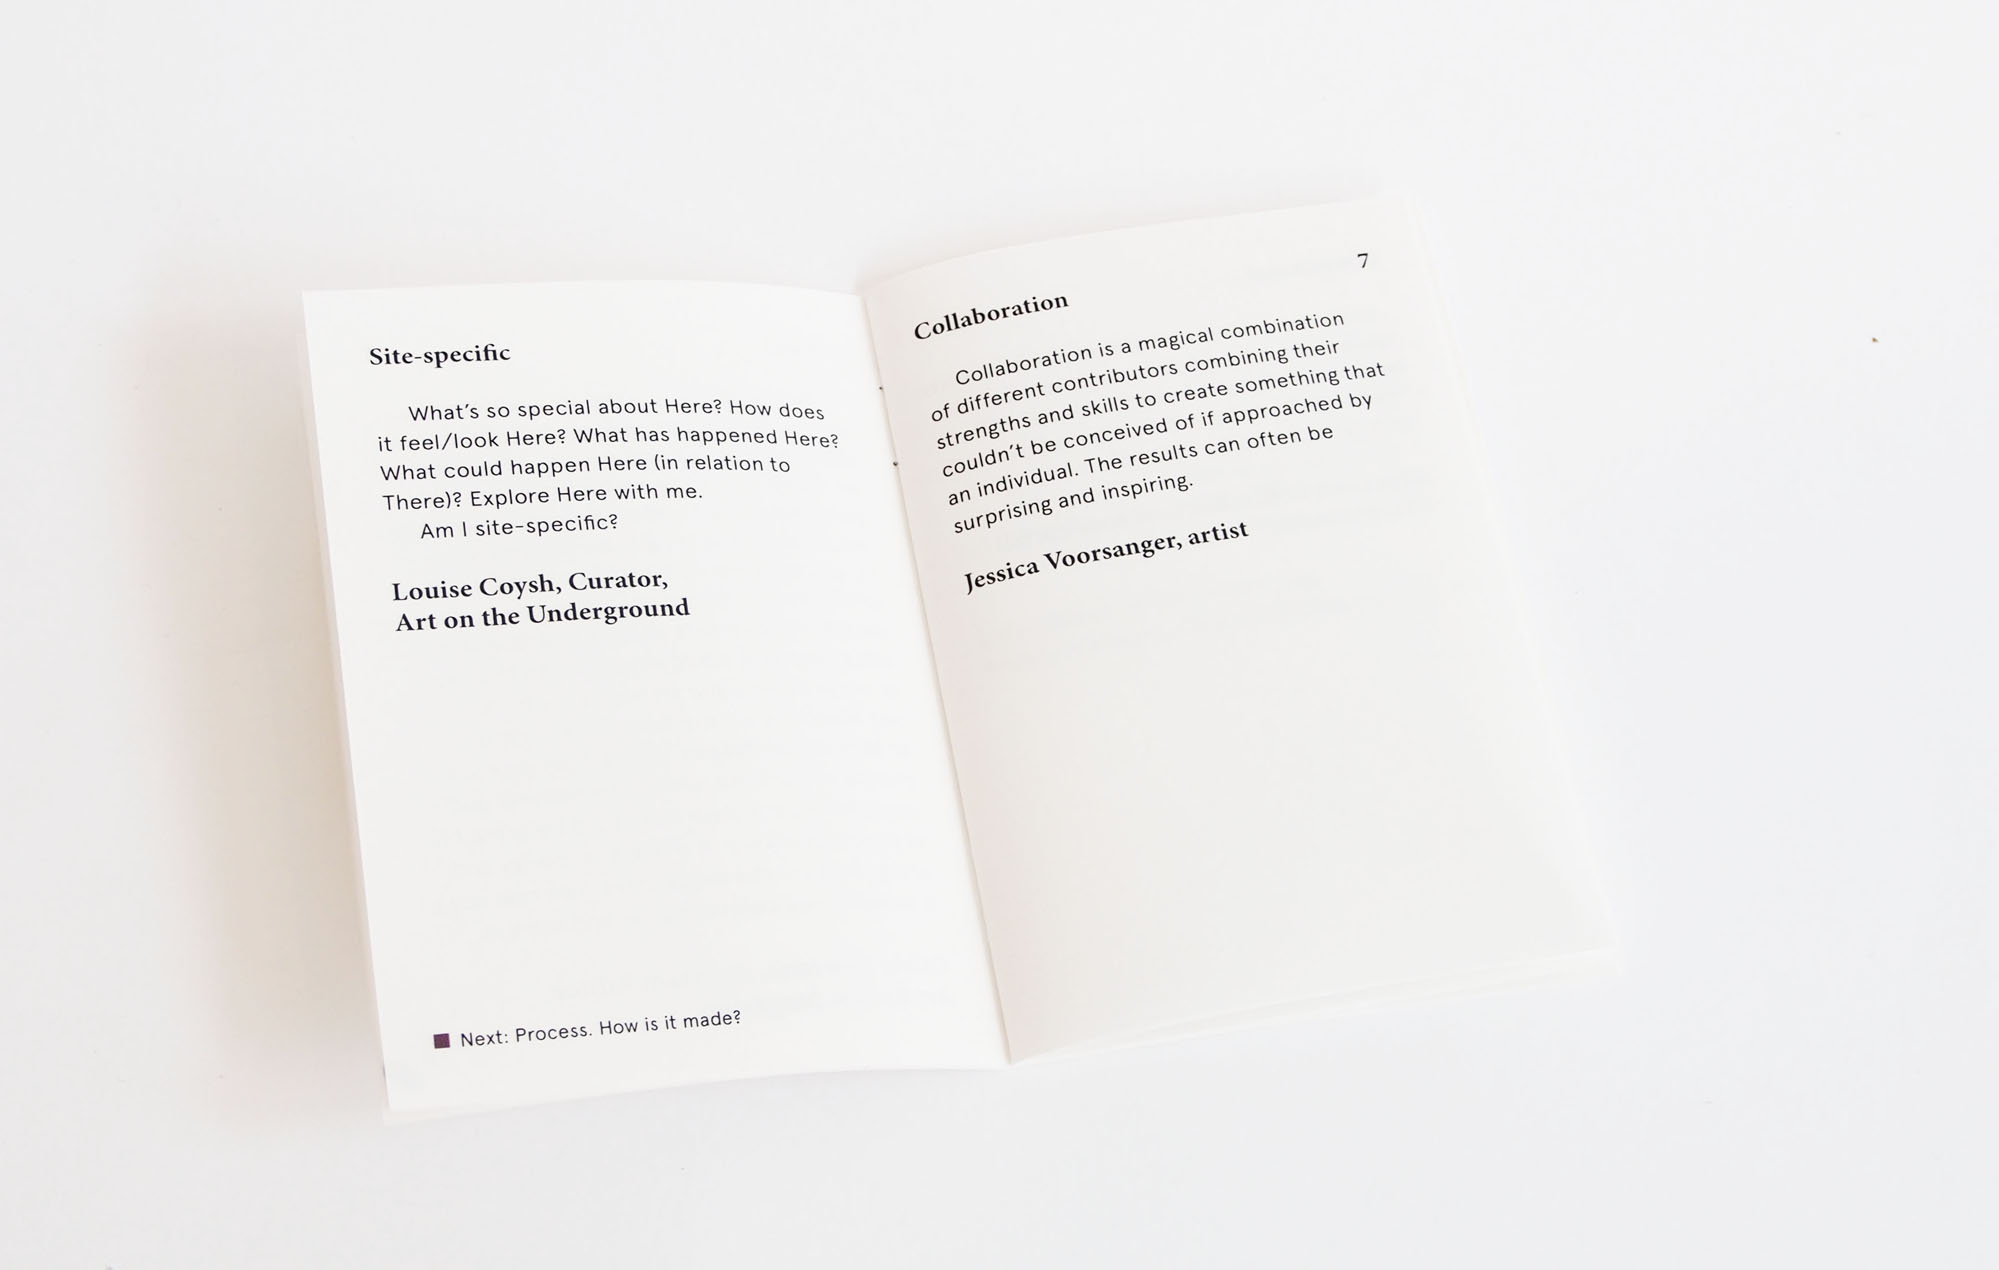 Site-specific
What's so special about Here? How does
it feel/look Here? What has happened Here?
What could happen Here (in relation to
There)? Explore Here with me.
Am I site-specific?
Louise Coysh, Curator,
Art on the Underground
Next: Process. How is it made?
7
Collaboration
Collaboration is a magical combination
of different contributors combining their
strengths and skills to create something that
couldn't be conceived of if approached by
an individual. The results can often be
surprising and inspiring.
Jessica Voorsanger, artist